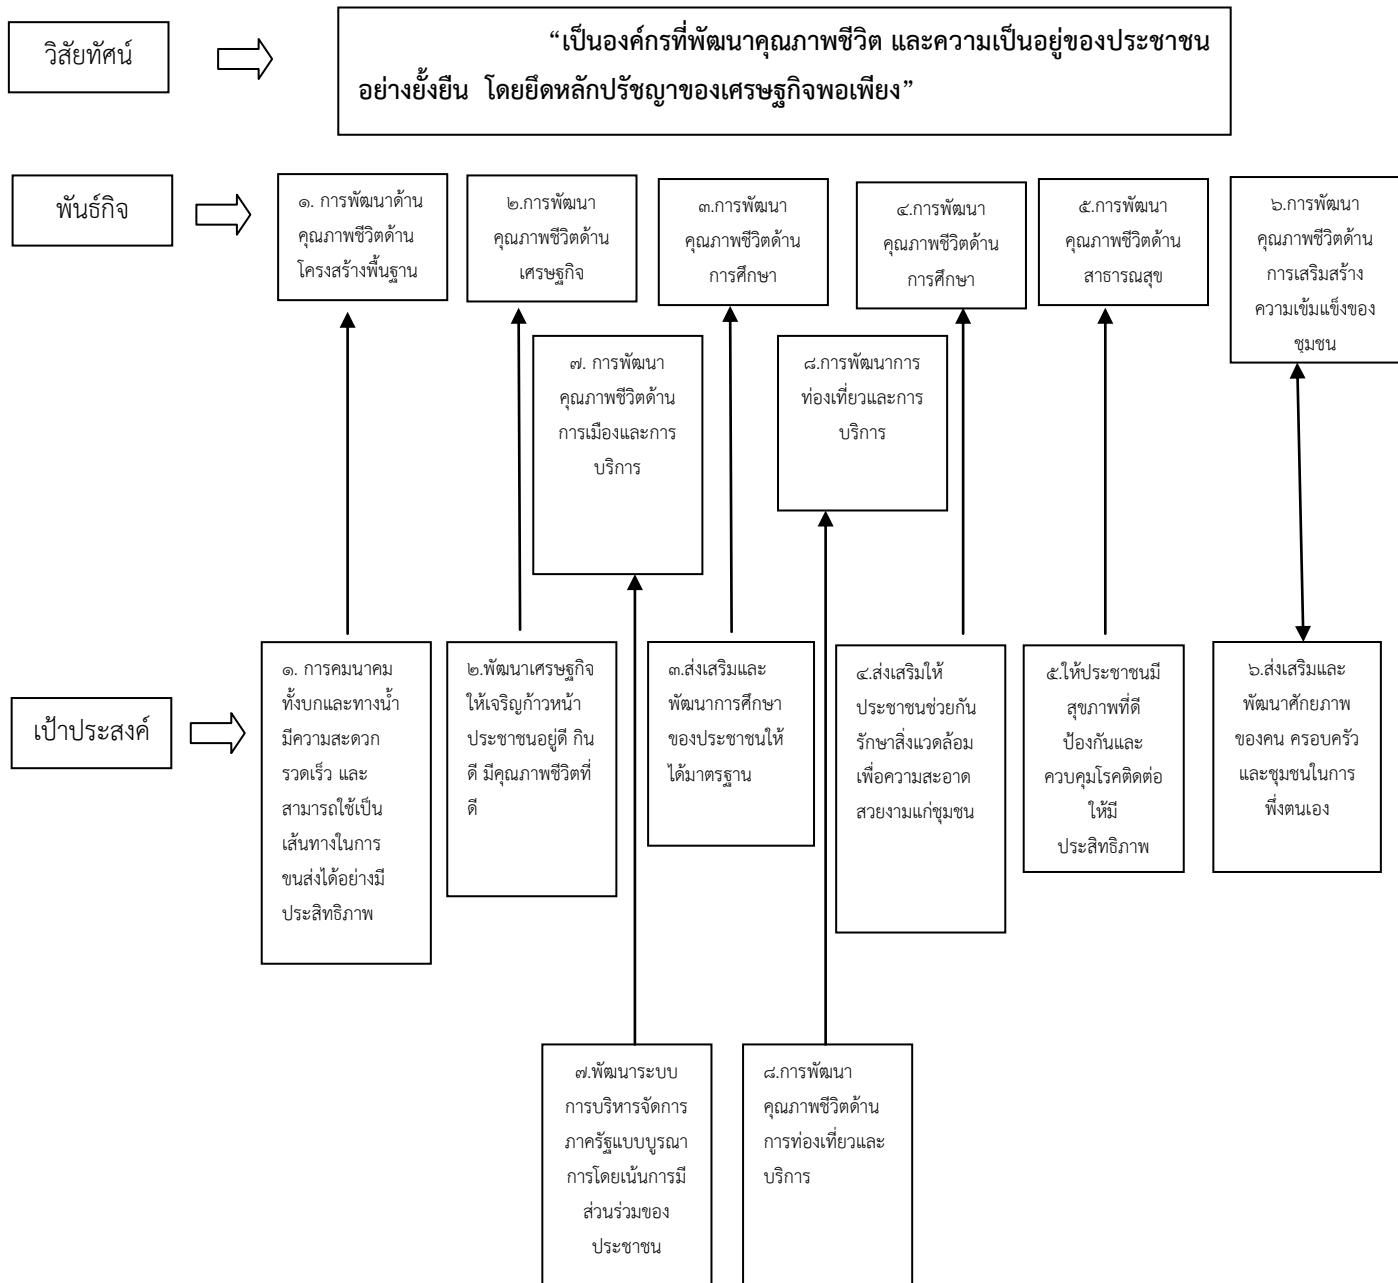 วิสัยทัศน์
“เป็นองค์กรที่พัฒนาคุณภาพชีวิต และความเป็นอยู่ของประชาชน
อย่างยั้งยืน โดยยึดหลักปรัชญาของเศรษฐกิจพอเพียง”
พันธ์กิจ
๑. การพัฒนาด้าน
คุณภาพชีวิตด้าน
โครงสร้างพื้นฐาน
๒.การพัฒนา
คุณภาพชีวิตด้าน
เศรษฐกิจ
๓.การพัฒนา
คุณภาพชีวิตด้าน
การศึกษา
๔.การพัฒนา
คุณภาพชีวิตด้าน
การศึกษา
๕.การพัฒนา
คุณภาพชีวิตด้าน
สาธารณสุข
๖.การพัฒนา
คุณภาพชีวิตด้าน
การเสริมสร้าง
ความเข้มแข็งของ
ชุมชน
๗. การพัฒนา
คุณภาพชีวิตด้าน
การเมืองและการ
บริการ
๘.การพัฒนาการ
ท่องเที่ยวและการ
บริการ
เป้าประสงค์
๑. การคมนาคม
ทั้งบกและทางน้ำ
มีความสะดวก
รวดเร็ว และ
สามารถใช้เป็น
เส้นทางในการ
ขนส่งได้อย่างมี
ประสิทธิภาพ
๒.พัฒนาเศรษฐกิจ
ให้เจริญก้าวหน้า
ประชาชนอยู่ดี กิน
ดี มีคุณภาพชีวิตที่
ดี
๓.ส่งเสริมและ
พัฒนาการศึกษา
ของประชาชนให้
ได้มาตรฐาน
๔.ส่งเสริมให้
ประชาชนช่วยกัน
รักษาสิ่งแวดล้อม
เพื่อความสะอาด
สวยงามแก่ชุมชน
๕.ให้ประชาชนมี
สุขภาพที่ดี
ป้องกันและ
ควบคุมโรคติดต่อ
ให้มี
ประสิทธิภาพ
๖.ส่งเสริมและ
พัฒนาศักยภาพ
ของคน ครอบครัว
และชุมชนในการ
พึ่งตนเอง
๗.พัฒนาระบบ
การบริหารจัดการ
ภาครัฐแบบบูรณา
การโดยเน้นการมี
ส่วนร่วมของ
ประชาชน
๘.การพัฒนา
คุณภาพชีวิตด้าน
การท่องเที่ยวและ
บริการ